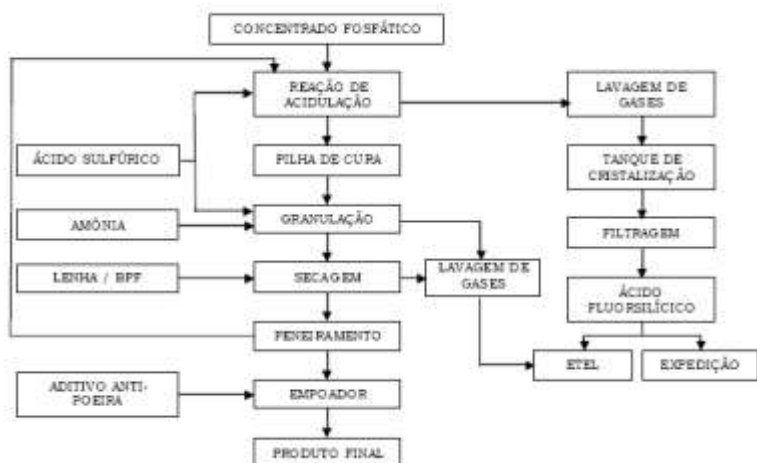 CONCENTRADO FOSFÁTICO
REAÇÃO DE
ACIDULAÇÃO
LAVAGEM DE
GASES
ÁCIDO SULFÚRICO
PILHA DE CURA
TANQUE DE
CRISTALIZAÇÃO
AMÔNIA
GRANULAÇÃO
FILTRAGEM
LENHA / BPF
SECAGEM
LAVAGEM DE
GASES
ÁCIDO
FLUORSILÍCICO
PENEIRAMENTO
ETEL
EXPEDIÇÃO
ADITIVO ANTI-
POEIRA
EMPOADOR
PRODUTO FINAL